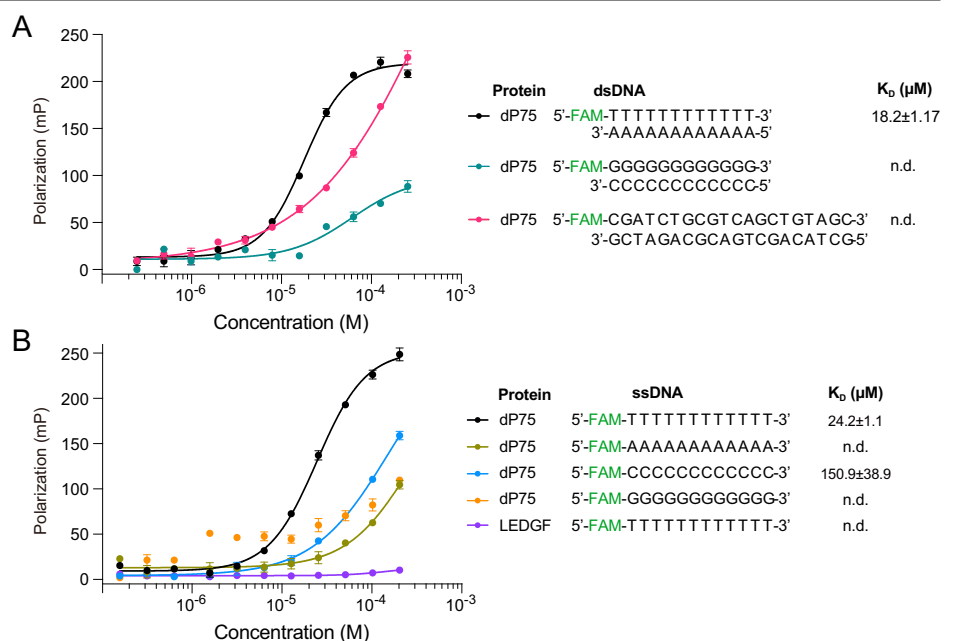 A
250
200
150
100
50
0
Polarization (mP)
10-6
10-5
10-4
10-3
Concentration (M)
Protein dsDNA KD (µM)
dP75 5'-FAM-TTTTTTTTTTTT-3' 18.2±1.17
3'-AAAAAAAAAAAA-5'
dP75 5'-FAM-GGGGGGGGGGGG-3' n.d.
3'-CCCCCCCCCCCC-5'
dP75 5'-FAM-CGATCTGCGTCAGCTGTAGC-3' n.d.
3'-GCTAGACGCAGTCGACATCG-5'
B
250
200
150
100
50
0
Polarization (mP)
10-6
10-5
10-4
10-3
Concentration (M)
Protein ssDNA KD (µM)
dP75 5'-FAM-TTTTTTTTTTTT-3' 24.2±1.1
dP75 5'-FAM-AAAAAAAAAAAA-3' n.d.
dP75 5'-FAM-CCCCCCCCCCCC-3' 150.9±38.9
dP75 5'-FAM-GGGGGGGGGGGG-3' n.d.
LEDGF 5'-FAM-TTTTTTTTTTTT-3' n.d.